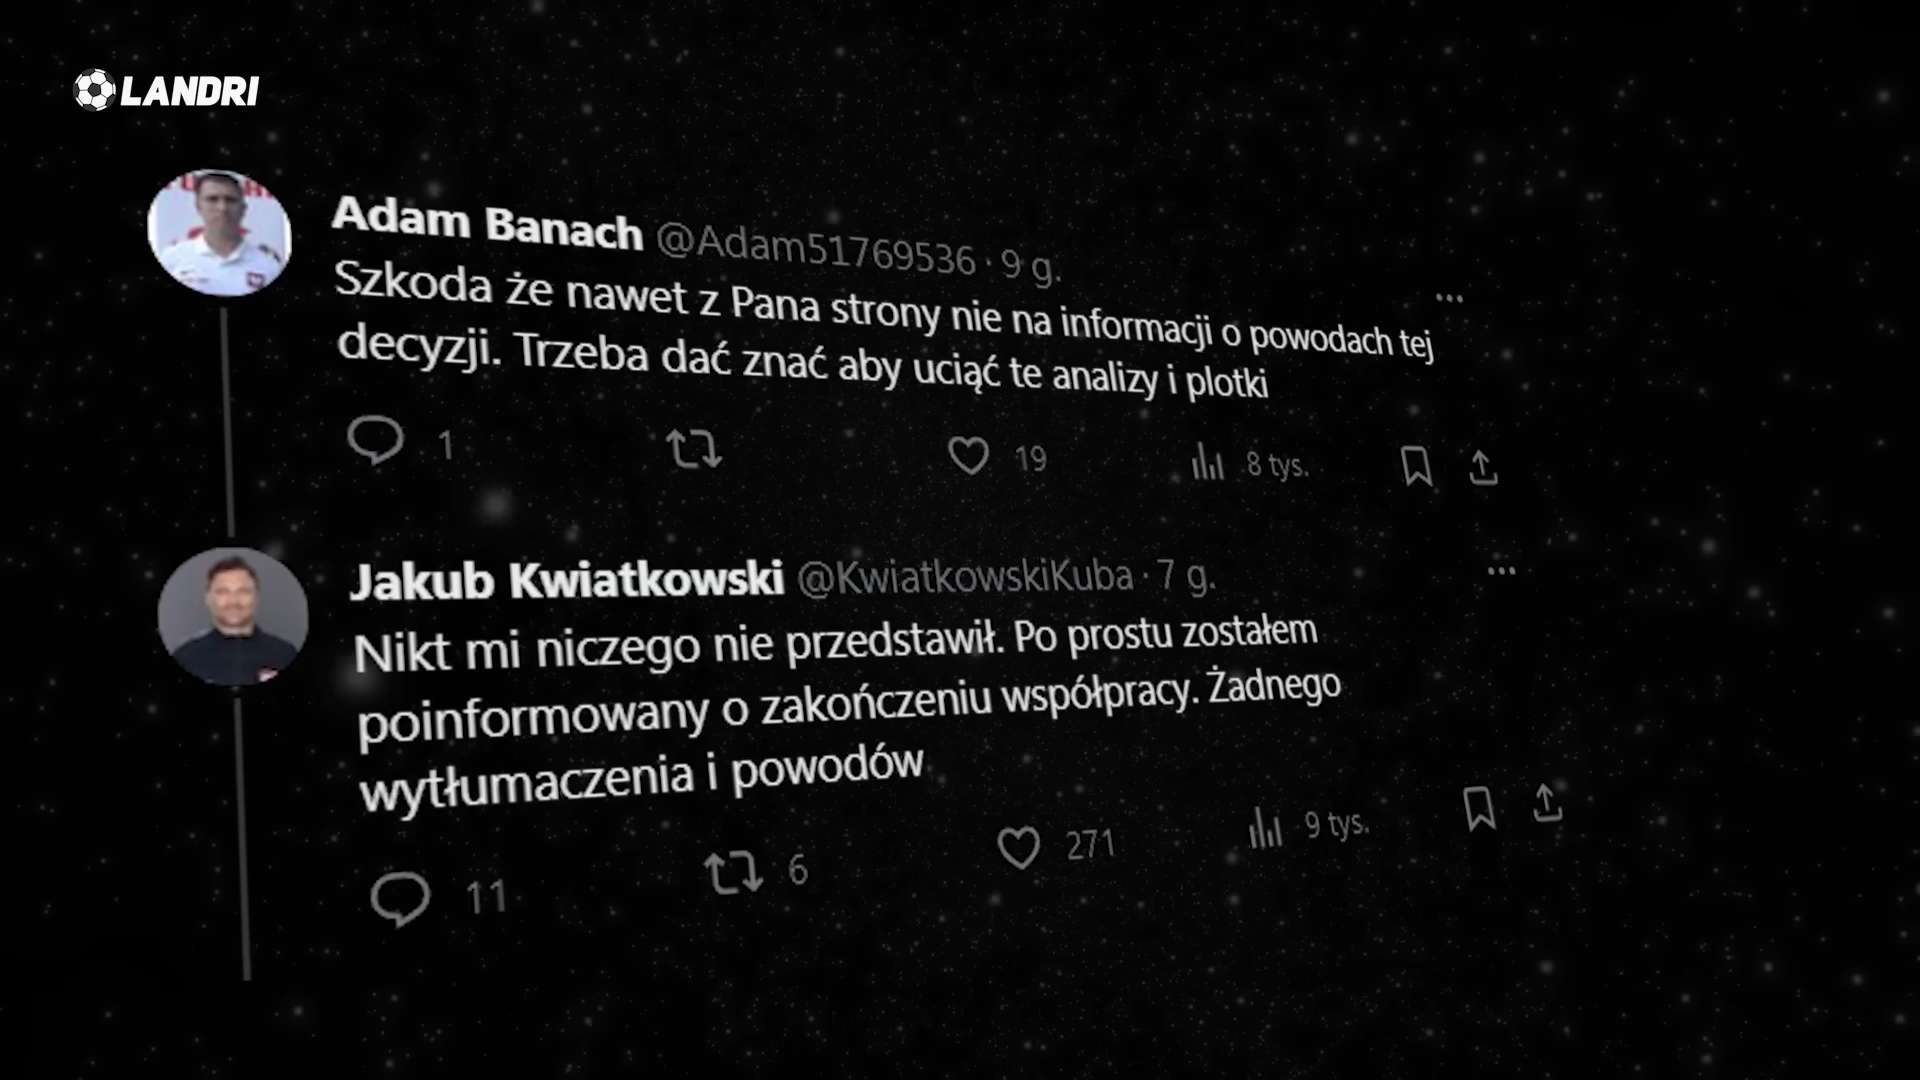 LANDRI
Adam Banach @Adam51769536 · 9 g.
Szkoda że nawet z Pana strony nie na informacji o powodach tej
decyzji. Trzeba dać znać aby uciąć te analizy i plotki
1 19 8 tys.
Jakub Kwiatkowski @KwiatkowskiKuba · 7 g.
Nikt mi niczego nie przedstawił. Po prostu zostałem
poinformowany o zakończeniu współpracy. Żadnego
wytłumaczenia i powodów
11 6 271 9 tys.